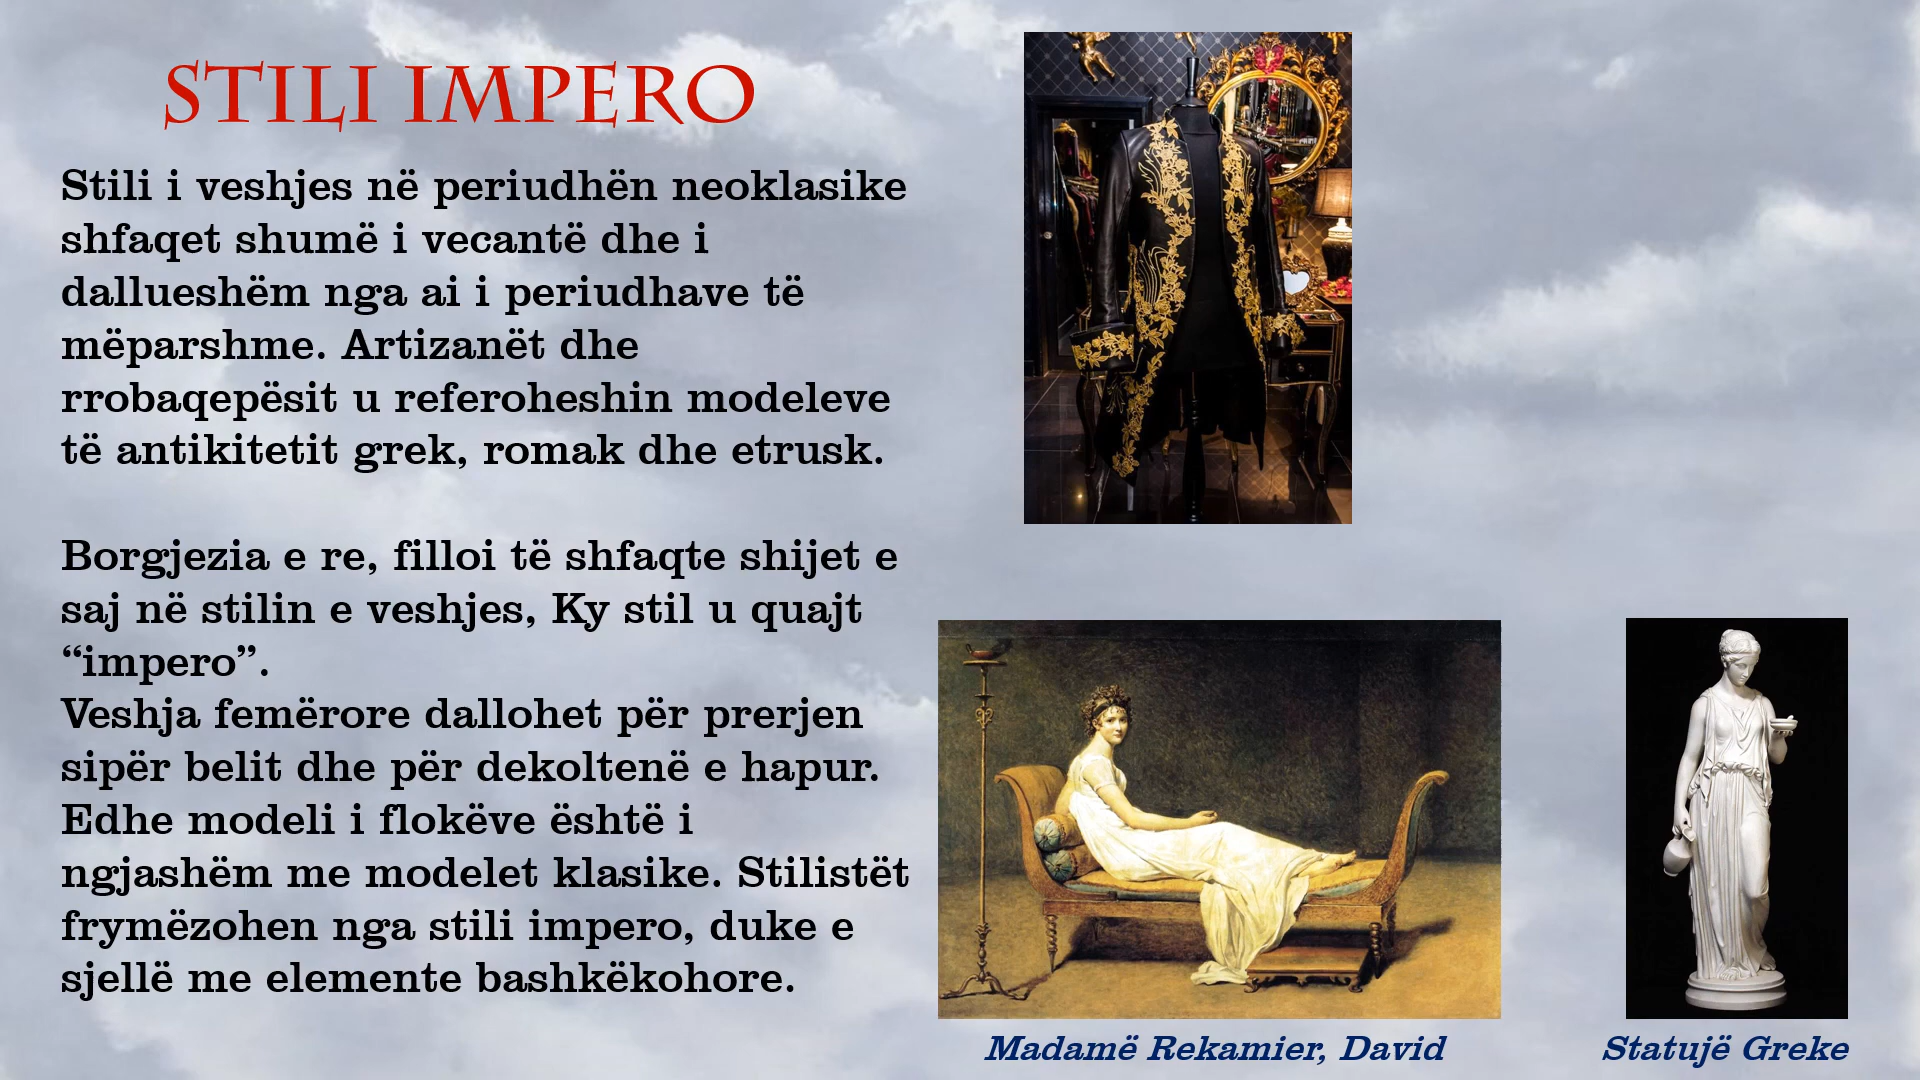 STILI IMPERO
Stili i veshjes në periudhën neoklasike
shfaqet shumë i vecantë dhe i
dallueshëm nga ai i periudhave të
mëparshme. Artizanët dhe
rrobaqepësit u referoheshin modeleve
të antikitetit grek, romak dhe etrusk.
Borgjezia e re, filloi të shfaqte shijet e
saj në stilin e veshjes, Ky stil u quajt
“impero”.
Veshja femërore dallohet për prerjen
sipër belit dhe për dekoltenë e hapur.
Edhe modeli i flokëve është i
ngjashëm me modelet klasike. Stilistët
frymëzohen nga stili impero, duke e
sjellë me elemente bashkëkohore.
Madamë Rekamier, David
Statujë Greke